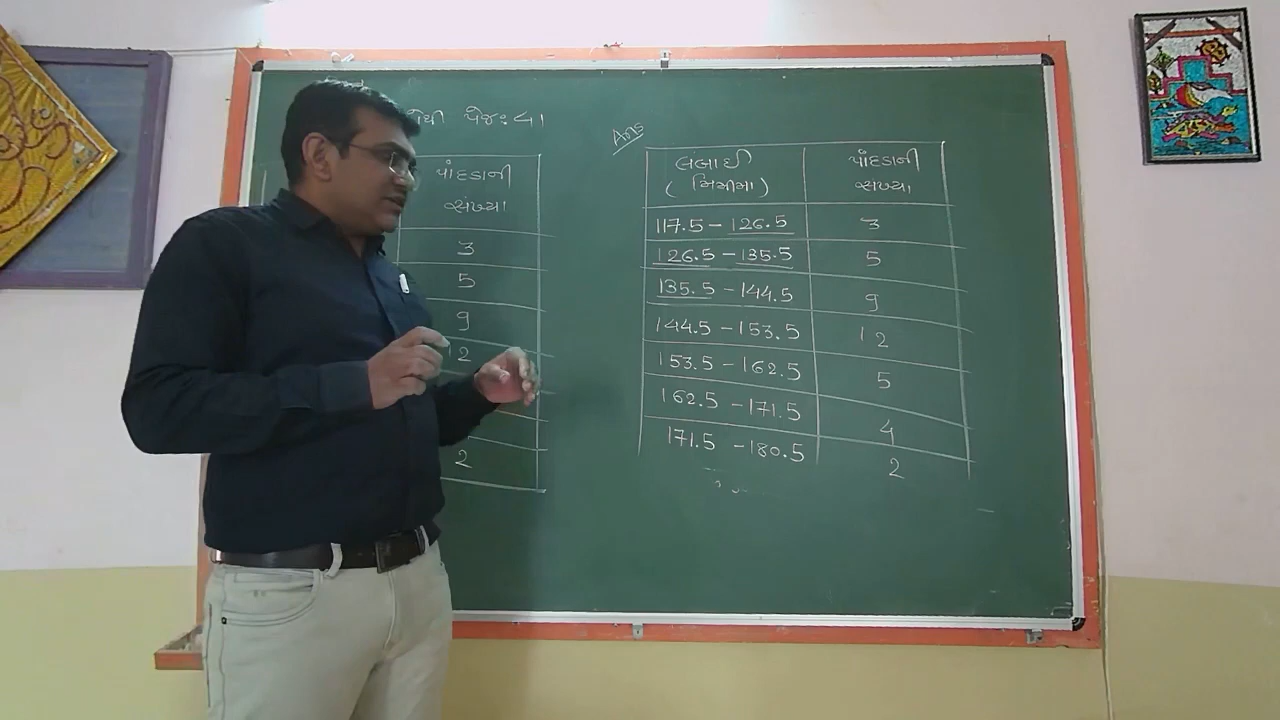 પેજ: 41
પાંદડાની
સંખ્યા
3
5
9
12
2
Ans
લંબાઈ
(મિમીમા)
પાંદડાની
સંખ્યા
117.5 - 126.5 3
126.5 - 135.5 5
135.5 - 144.5 9
144.5 - 153.5 12
153.5 - 162.5 5
162.5 - 171.5 4
171.5 - 180.5 2